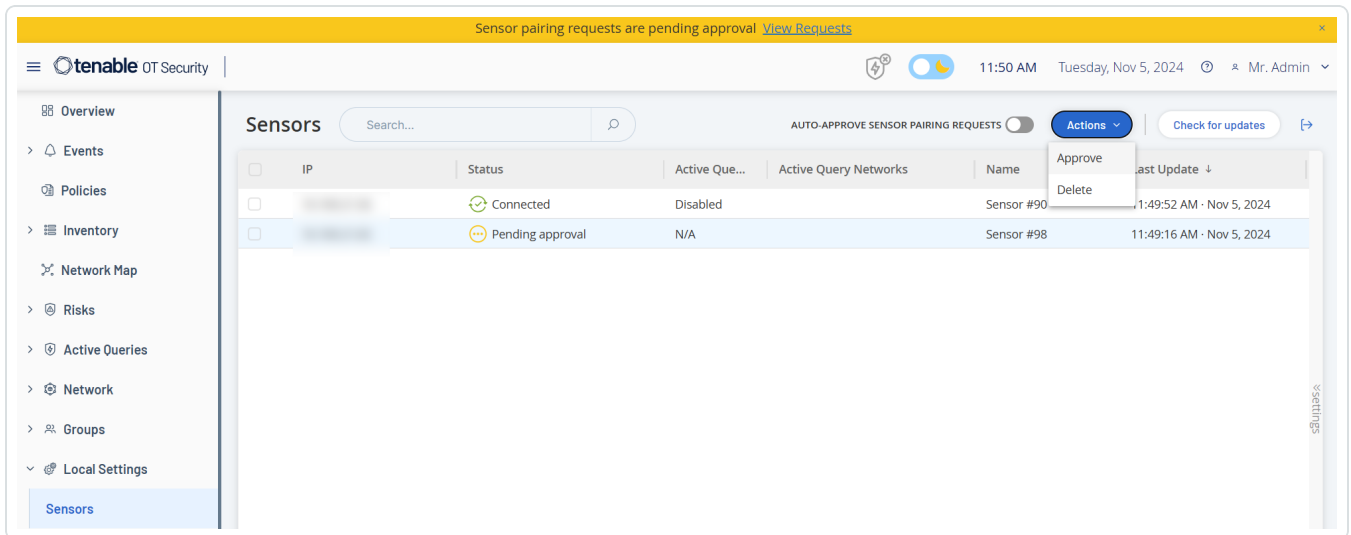 Sensor pairing requests are pending approval View Requests ×
tenable OT Security
11:50 AM Tuesday, Nov 5, 2024 Mr. Admin
Overview
Events
Policies
Inventory
Network Map
Risks
Active Queries
Network
Groups
Local Settings
Sensors
Sensors Search... AUTO-APPROVE SENSOR PAIRING REQUESTS Actions Check for updates
Approve
Delete
IP Status Active Que... Active Query Networks Name Last Update ↓
Connected Disabled Sensor #90 11:49:52 AM · Nov 5, 2024
Pending approval N/A Sensor #98 11:49:16 AM · Nov 5, 2024
settings